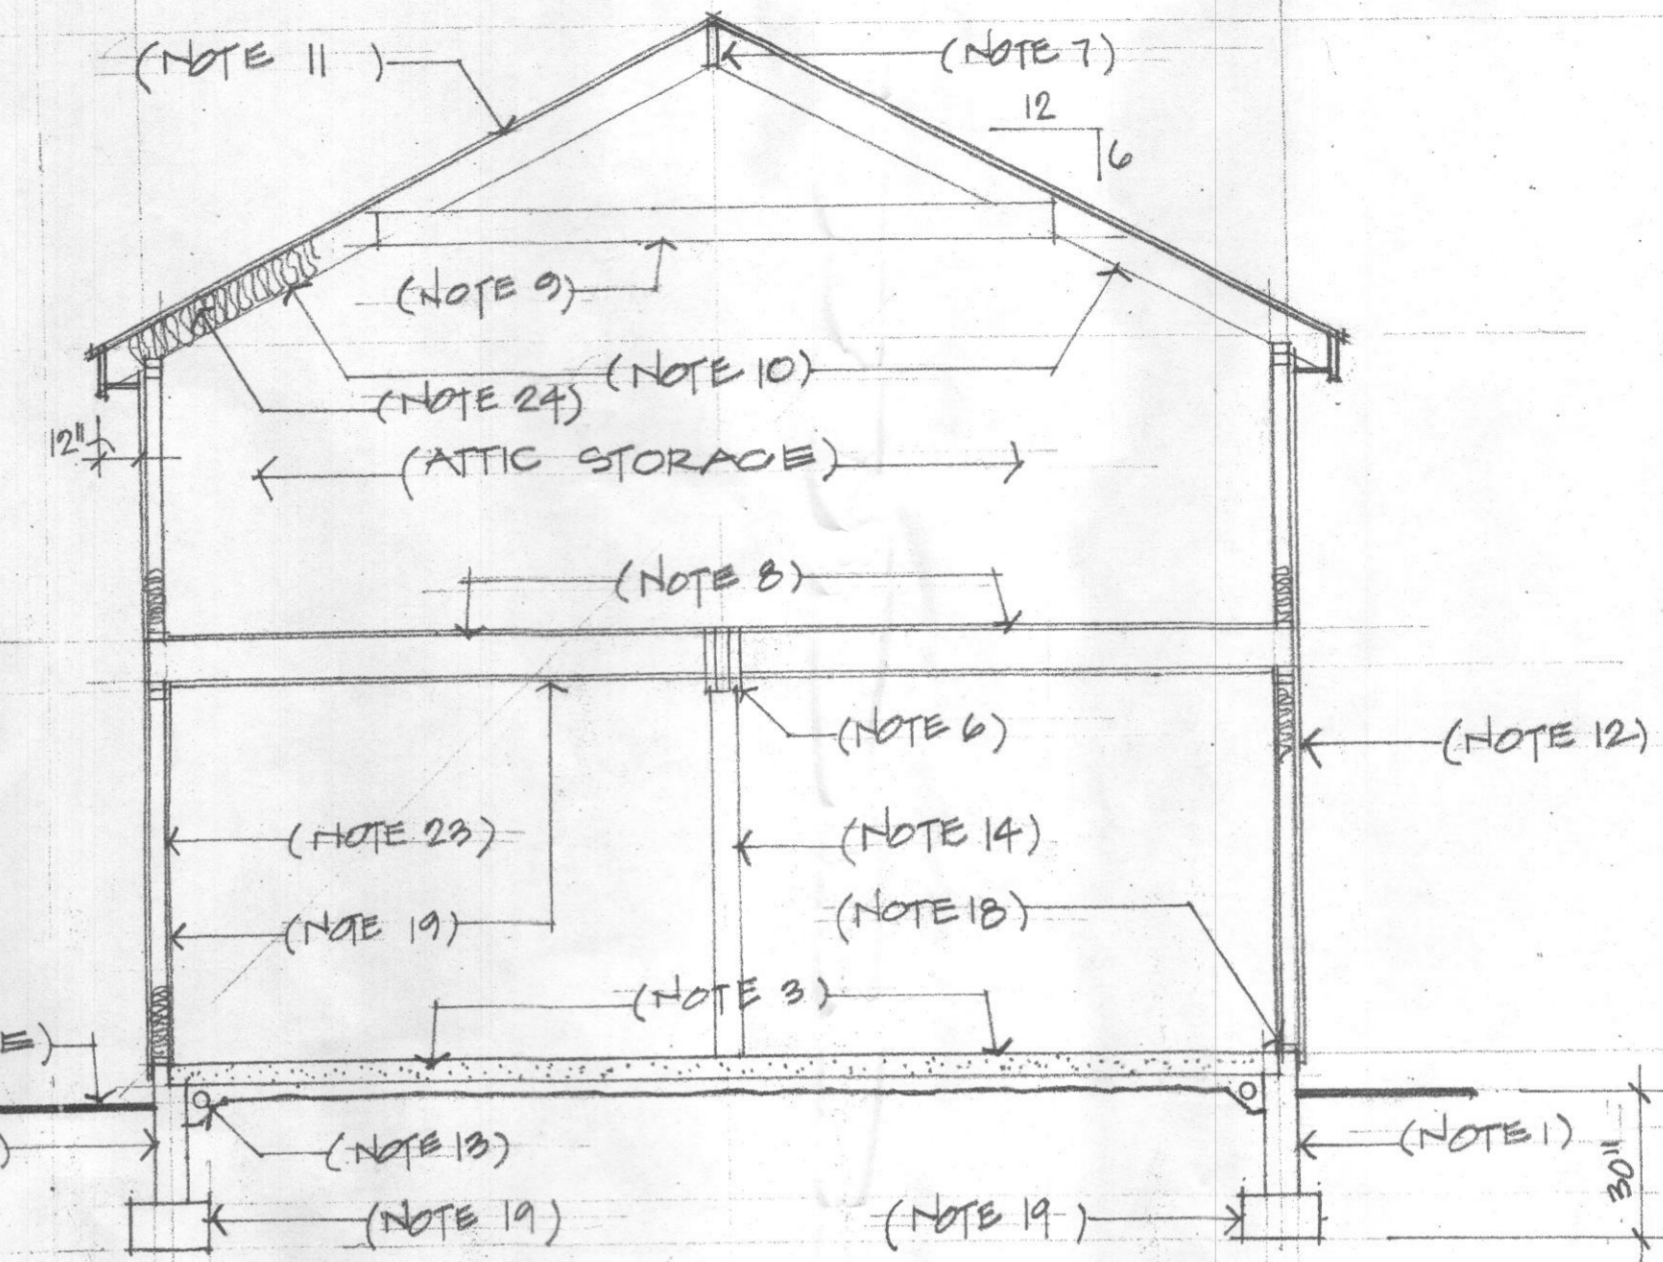 (NOTE 11 )
(NOTE 7)
12
6
(NOTE 9)
(NOTE 10)
(NOTE 24)
12"
(ATTIC STORAGE)
(NOTE 8)
(NOTE 6)
(NOTE 12)
(NOTE 23)
(NOTE 14)
(NOTE 19)
(NOTE 18)
(NOTE 3)
E)
)
(NOTE 13)
(NOTE 1)
30"
(NOTE 19)
(NOTE 19 )